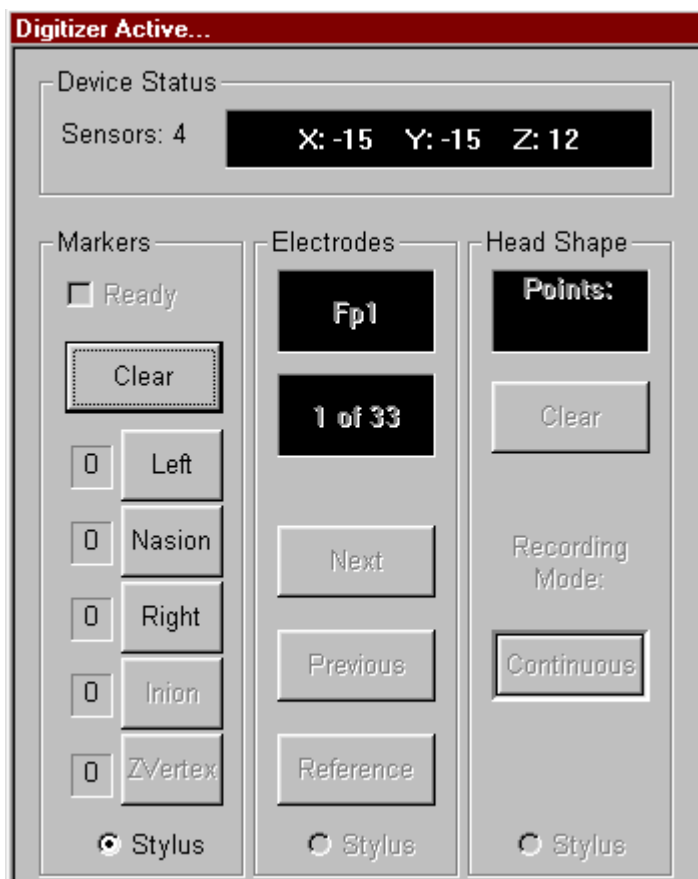 Digitizer Active...
Device Status
Sensors: 4
X: -15 Y: -15 Z: 12
Markers
Ready
Clear
0 Left
0 Nasion
0 Right
0 Inion
0 ZVertex
Stylus
Electrodes
Fp1
1 of 33
Next
Previous
Reference
Stylus
Head Shape
Points:
Clear
Recording
Mode:
Continuous
Stylus